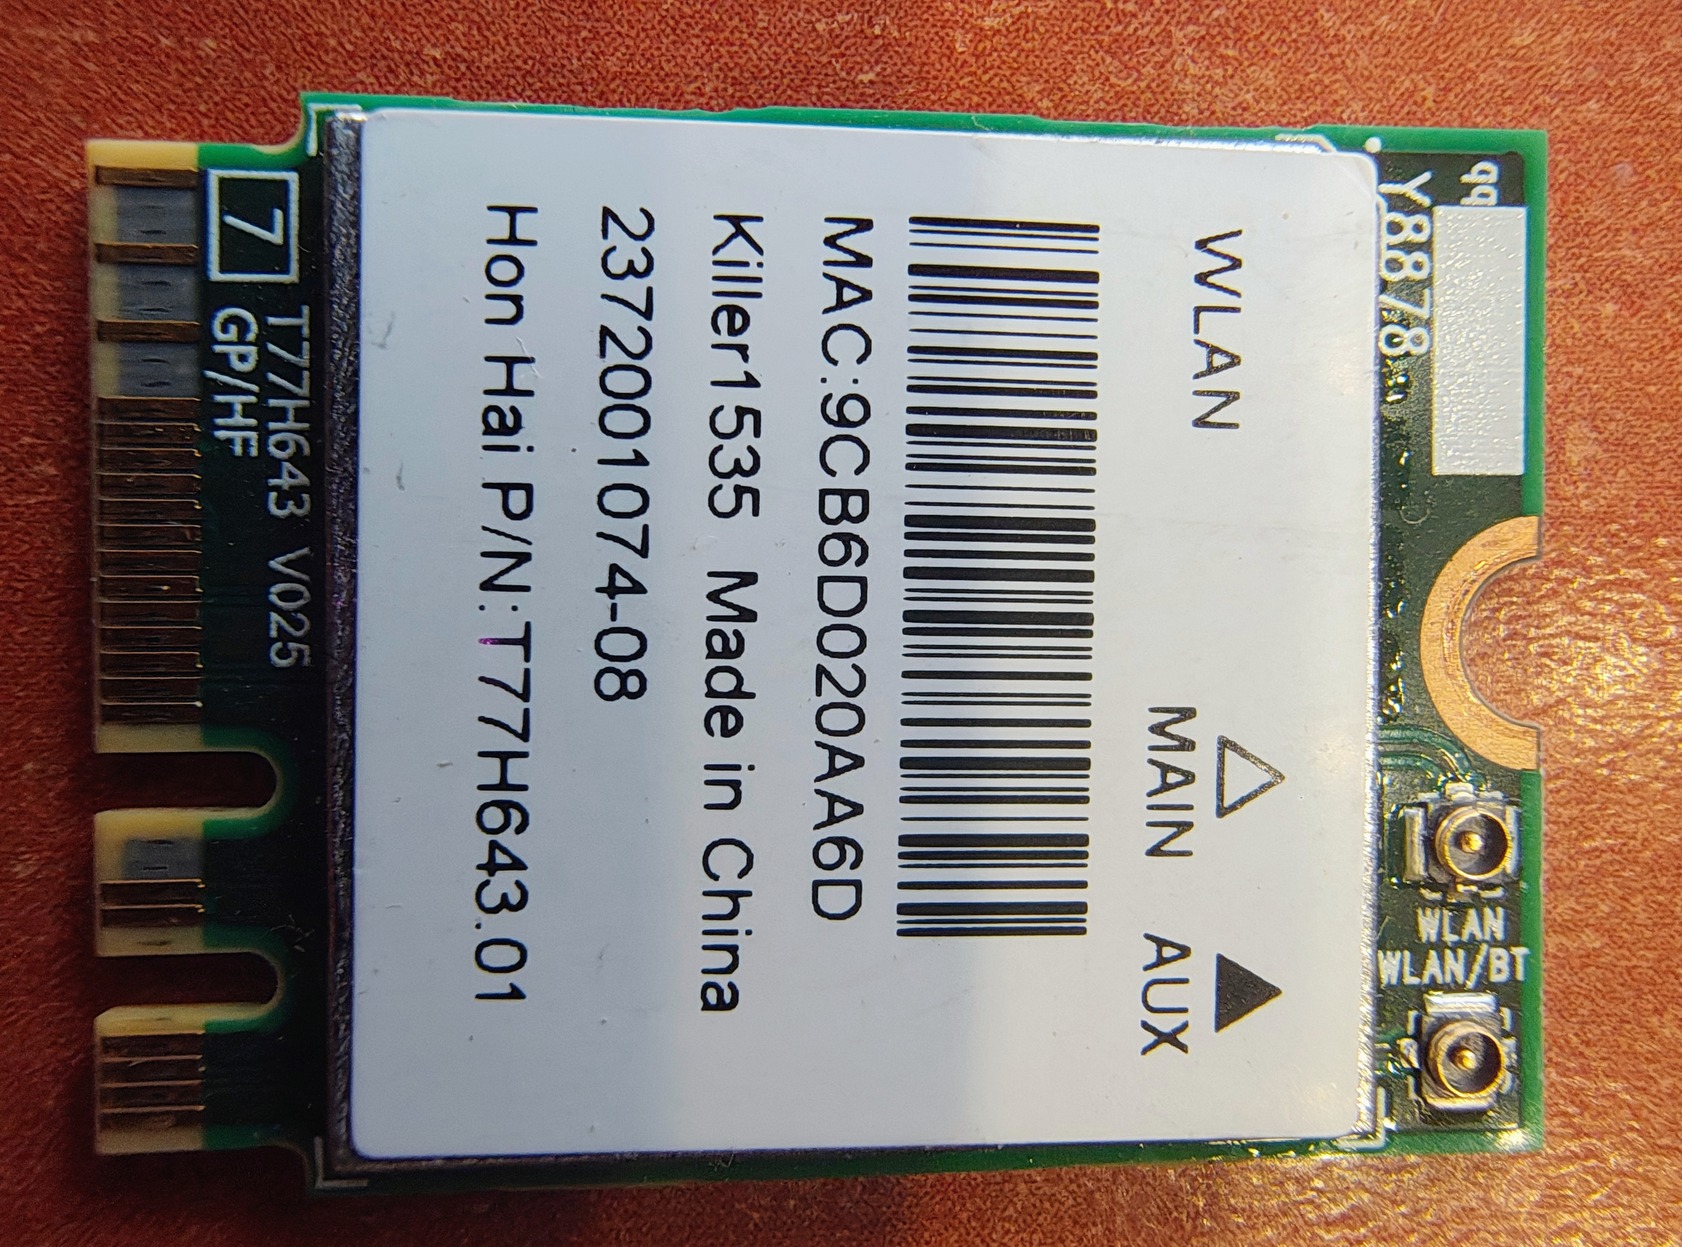 qq
Y8878
WLAN
MAIN AUX
MAC:9CB6D020AA6D
Killer1535 Made in China
2372001074-08
Hon Hai P/N:T77H643.01
WLAN
WLAN/BT
T77H643 V025
7 GP/HF